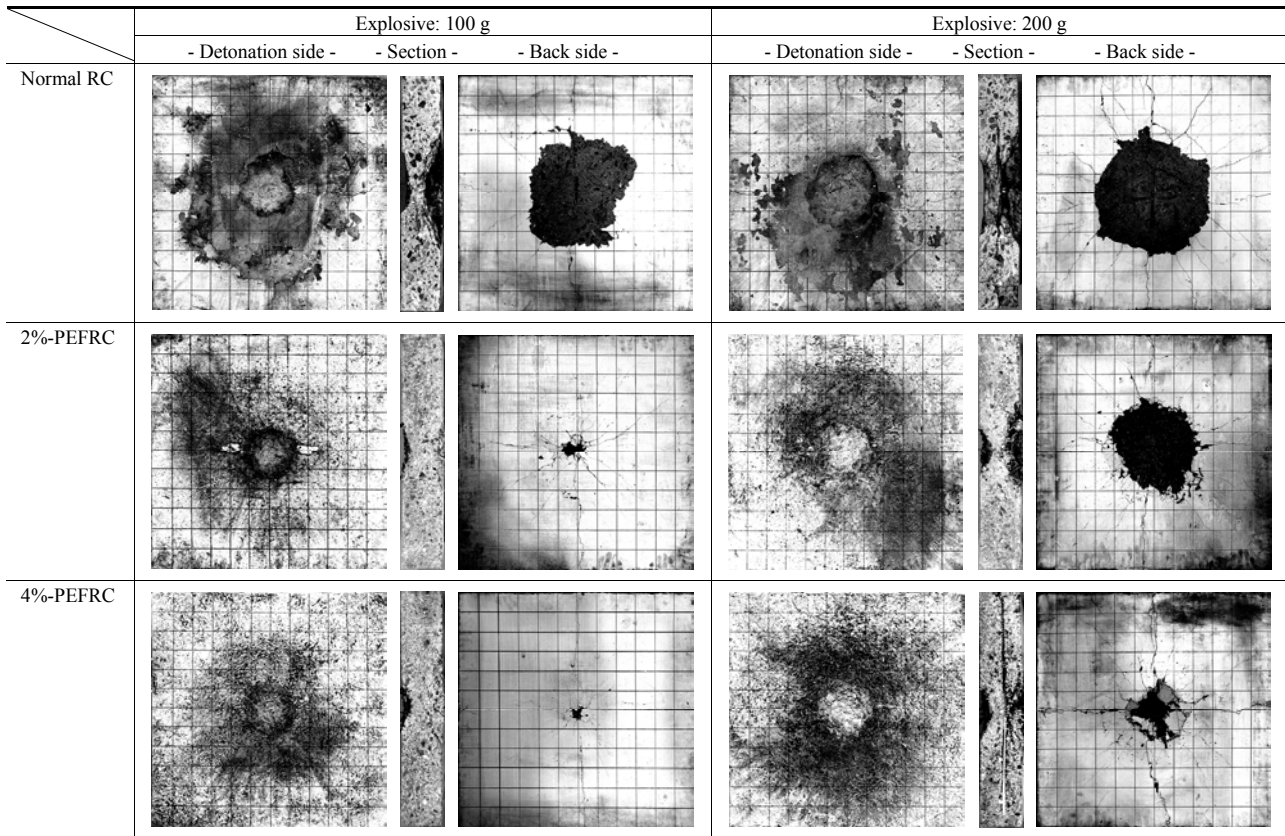 Explosive: 100 g Explosive: 200 g
- Detonation side - - Section - - Back side - - Detonation side - - Section - - Back side -
Normal RC
2%-PEFRC
4%-PEFRC